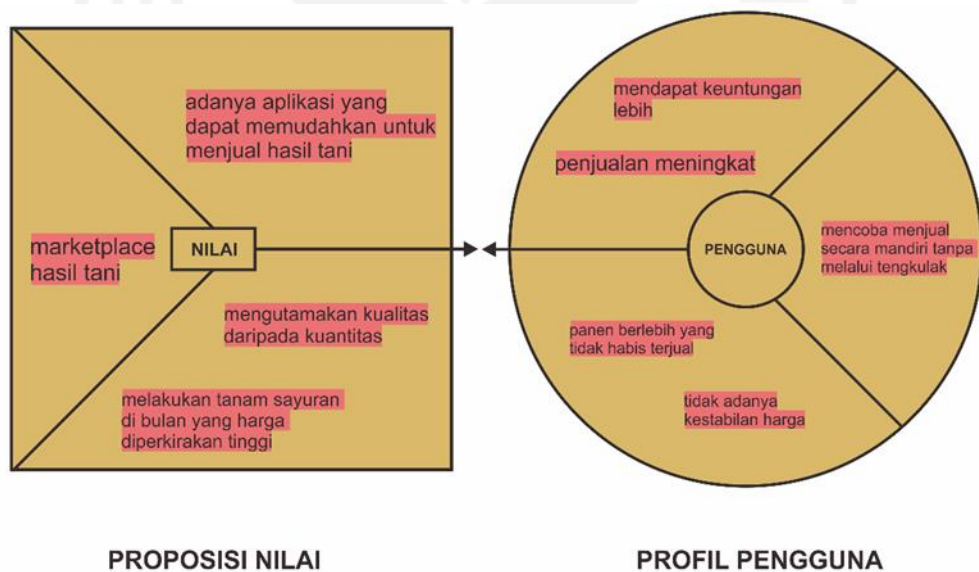 adanya aplikasi yang
dapat memudahkan untuk
menjual hasil tani
marketplace
hasil tani
NILAI
mengutamakan kualitas
daripada kuantitas
melakukan tanam sayuran
di bulan yang harga
diperkirakan tinggi
mendapat keuntungan
lebih
penjualan meningkat
PENGGUNA
mencoba menjual
secara mandiri tanpa
melalui tengkulak
panen berlebih yang
tidak habis terjual
tidak adanya
kestabilan harga
PROPOSISI NILAI
PROFIL PENGGUNA